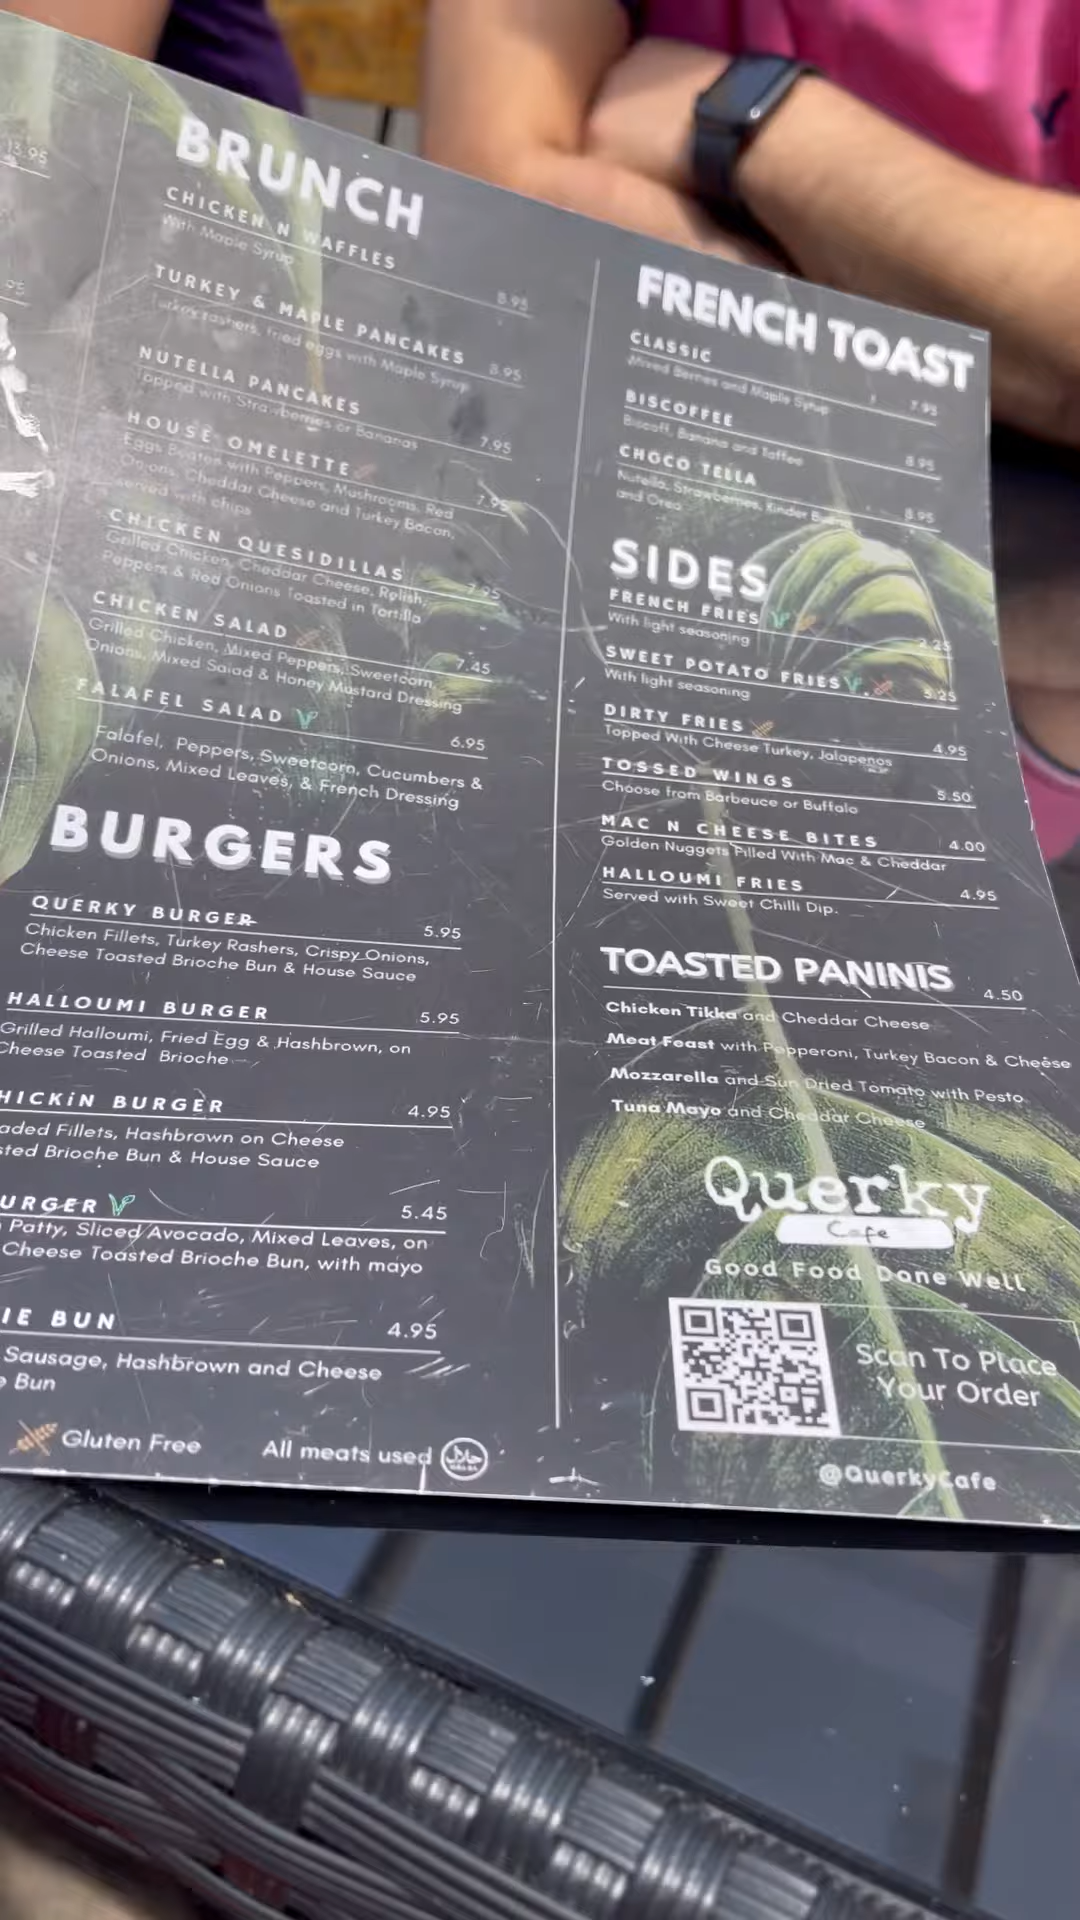 13.95
.95
BRUNCH
CHICKEN N WAFFLES
8.95
With Maple Syrup
TURKEY & MAPLE PANCAKES
8.95
Turkey rashers, fried eggs with Maple Syrup
NUTELLA PANCAKES
7.95
Topped with Strawberries or Bananas
HOUSE OMELETTE
7.95
Eggs Beaten with Peppers, Mushrooms, Red
Onions, Cheddar Cheese and Turkey Bacon,
served with chips
CHICKEN QUESIDILLAS
7.95
Grilled Chicken, Cheddar Cheese, Relish,
Peppers & Red Onions Toasted in Tortilla
CHICKEN SALAD
7.45
Grilled Chicken, Mixed Peppers, Sweetcorn,
Onions, Mixed Salad & Honey Mustard Dressing
FALAFEL SALAD
6.95
Falafel, Peppers, Sweetcorn, Cucumbers &
Onions, Mixed Leaves, & French Dressing
BURGERS
QUERKY BURGER
5.95
Chicken Fillets, Turkey Rashers, Crispy Onions,
Cheese Toasted Brioche Bun & House Sauce
HALLOUMI BURGER
5.95
Grilled Halloumi, Fried Egg & Hashbrown, on
Cheese Toasted Brioche
HICKiN BURGER
4.95
aded Fillets, Hashbrown on Cheese
sted Brioche Bun & House Sauce
URGER
5.45
Patty, Sliced Avocado, Mixed Leaves, on
Cheese Toasted Brioche Bun, with mayo
IE BUN
4.95
Sausage, Hashbrown and Cheese
Bun
Gluten Free
All meats used
حلال
FRENCH TOAST
CLASSIC
7.95
Mixed Berries and Maple Syrup
BISCOFFEE
8.95
Biscoff, Banana and Toffee
CHOCO TELLA
8.95
Nutella, Strawberries, Kinder Bueno
and Oreo
SIDES
FRENCH FRIES
2.25
With light seasoning
SWEET POTATO FRIES
3.25
With light seasoning
DIRTY FRIES
4.95
Topped With Cheese Turkey, Jalapenos
TOSSED WINGS
5.50
Choose from Barbeuce or Buffalo
MAC N CHEESE BITES
4.00
Golden Nuggets Filled With Mac & Cheddar
HALLOUMI FRIES
4.95
Served with Sweet Chilli Dip.
TOASTED PANINIS
4.50
Chicken Tikka and Cheddar Cheese
Meat Feast with Pepperoni, Turkey Bacon & Cheese
Mozzarella and Sun Dried Tomato with Pesto
Tuna Mayo and Cheddar Cheese
Querky
Cafe
Good Food Done Well
Scan To Place
Your Order
@QuerkyCafe